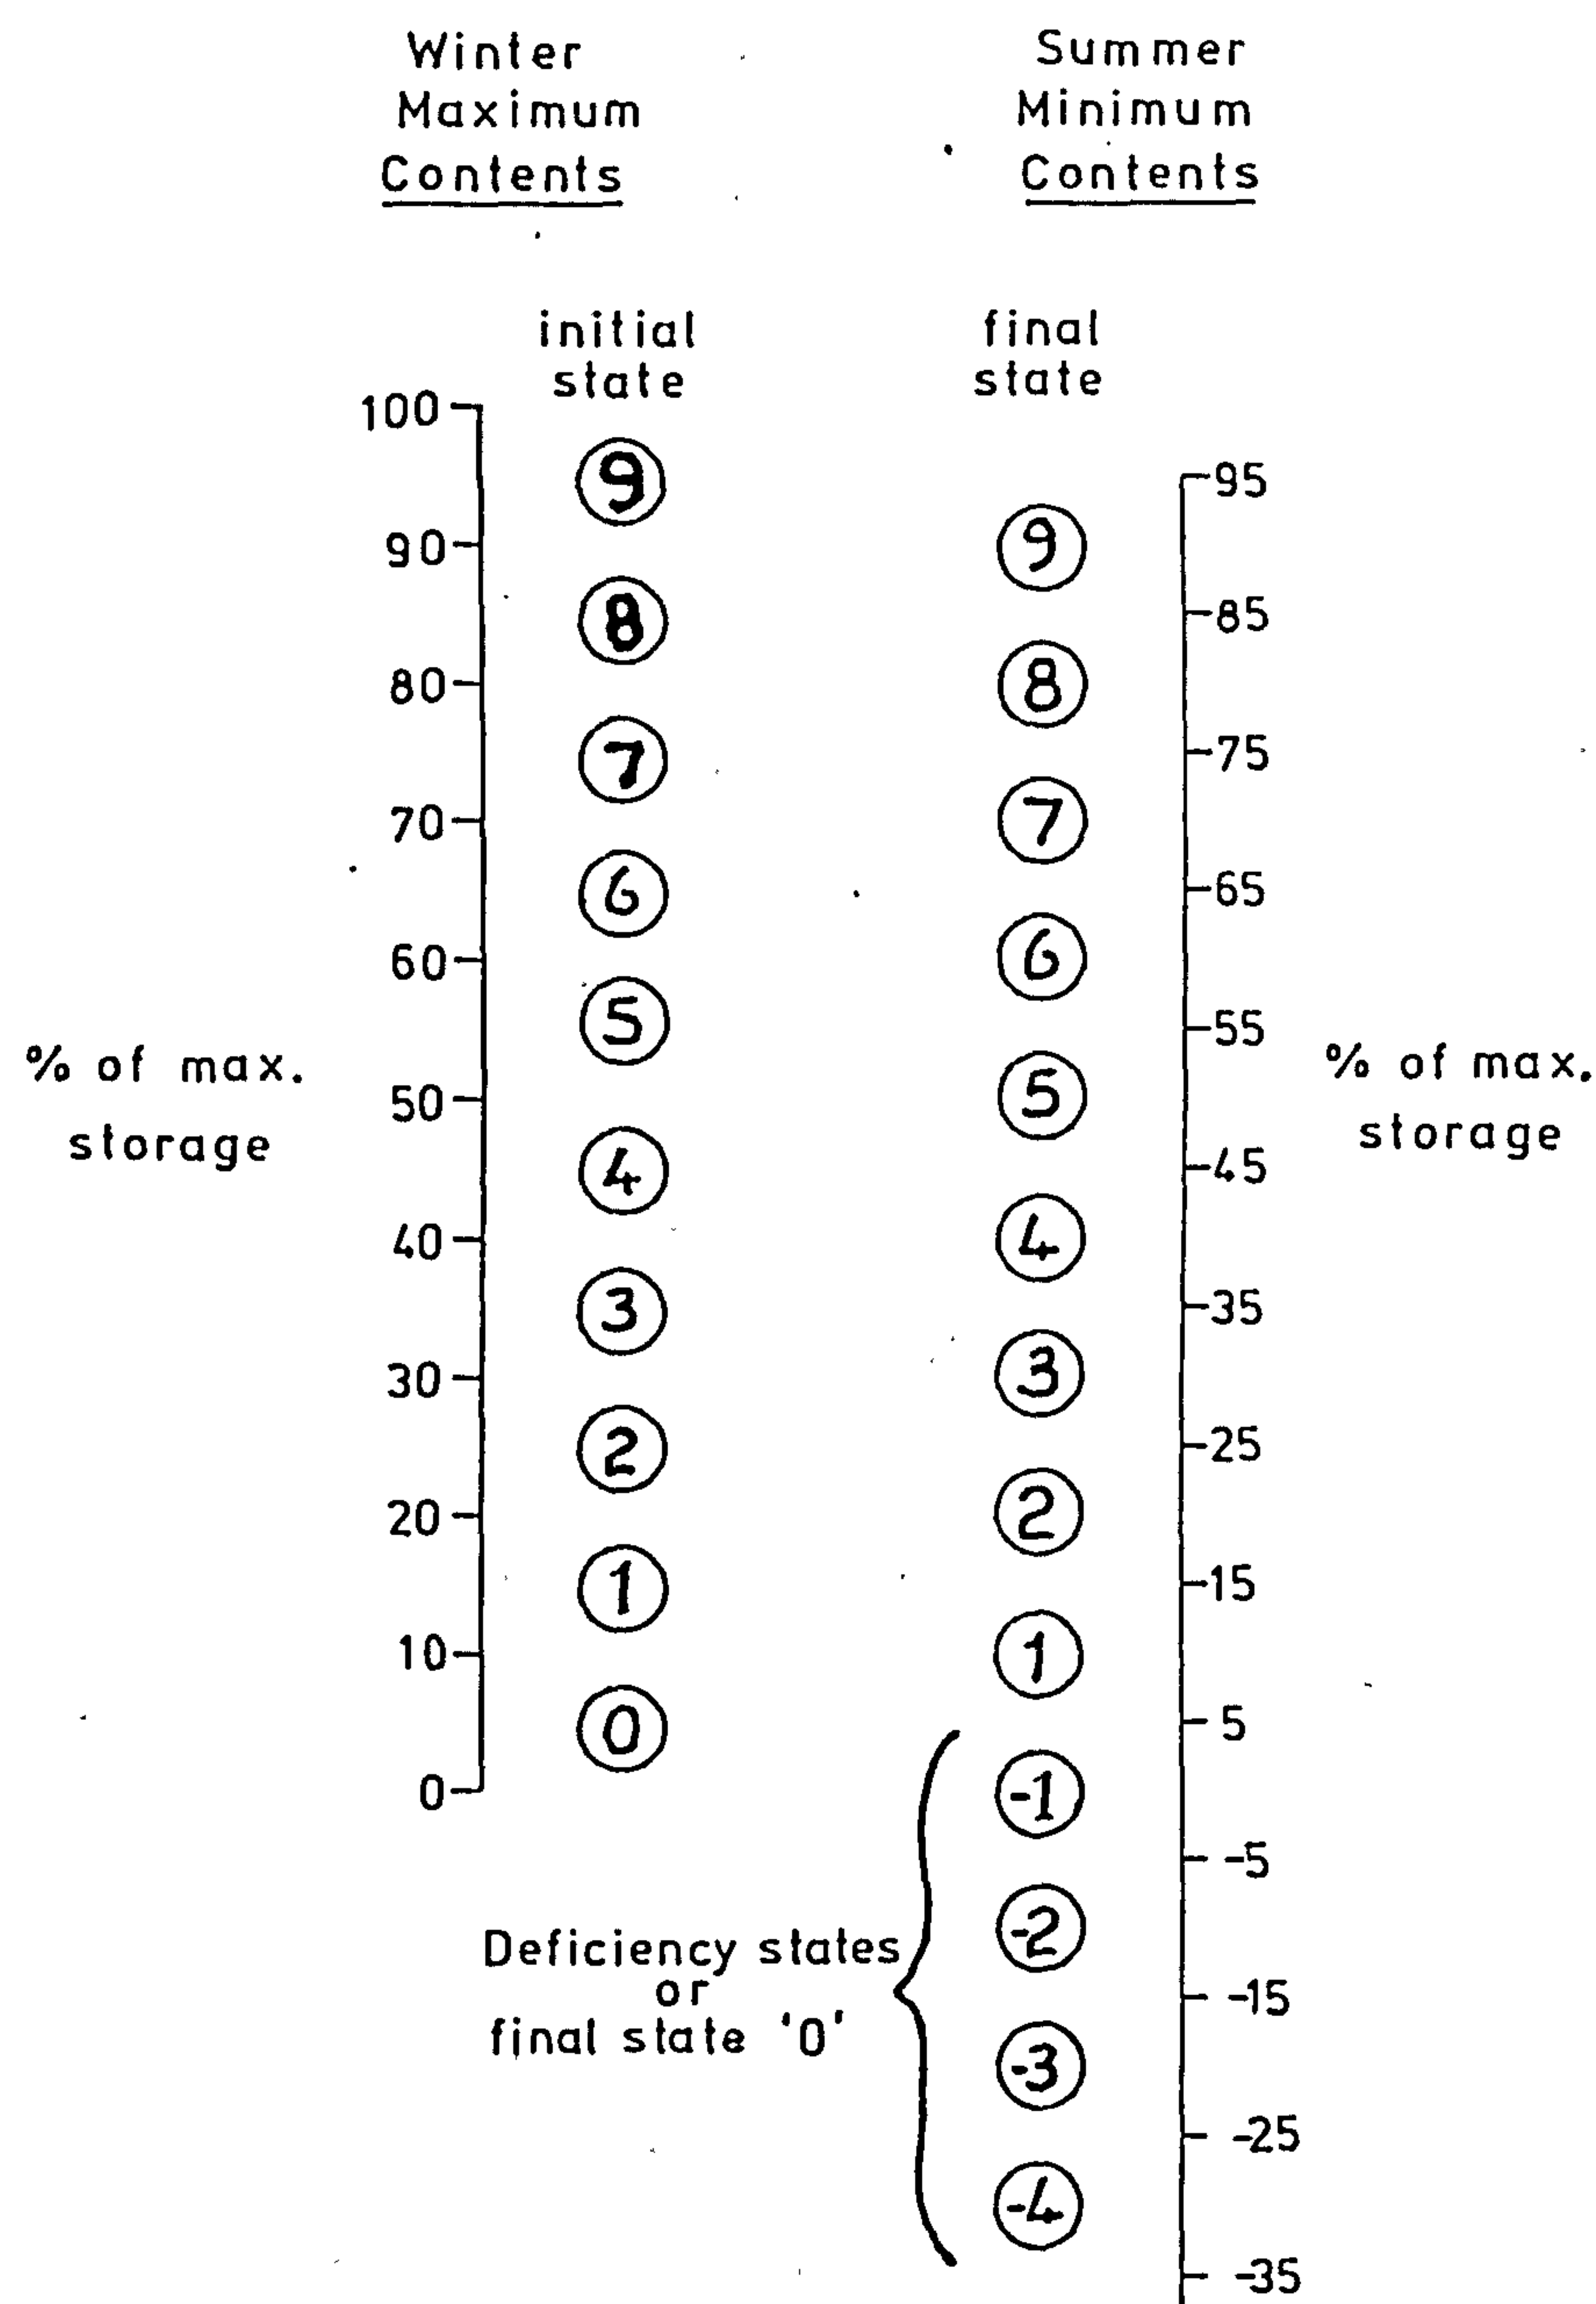 Winter
Maximum
Contents
Summer
Minimum
Contents
initial
state
final
state
100
9
90
8
80
7
70
6
60
5
50
4
40
3
30
2
20
1
10
0
0
% of max.
storage
95
9
85
8
75
7
65
6
55
5
45
4
35
3
25
2
15
1
5
-1
-5
-2
-15
-3
-25
-4
-35
% of max.
storage
Deficiency states
or
final state '0'